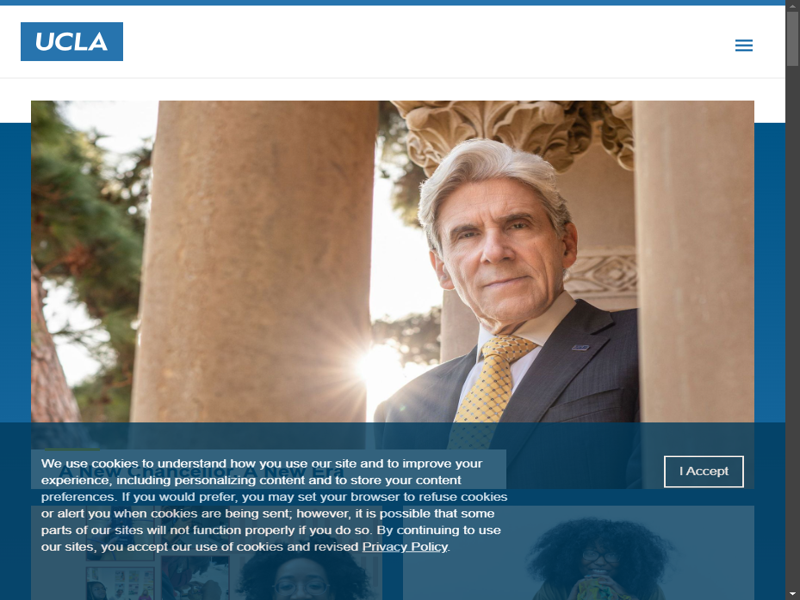 UCLA
A New Chancellor. A New Era
We use cookies to understand how you use our site and to improve your
experience, including personalizing content and to store your content
preferences. If you would prefer, you may set your browser to refuse cookies
or alert you when cookies are being sent; however, it is possible that some
parts of our sites will not function properly if you do so. By continuing to use
our sites, you accept our use of cookies and revised Privacy Policy.
I Accept